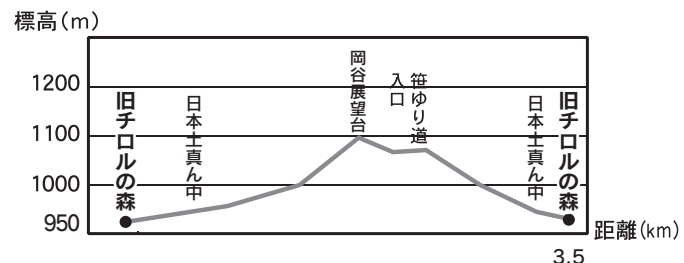 標高(m)
1200
1100
1000
950
旧チロルの森
日本土真ん中
岡谷展望台
入口
笹ゆり道
日本土真ん中
旧チロルの森
距離(km)
3.5